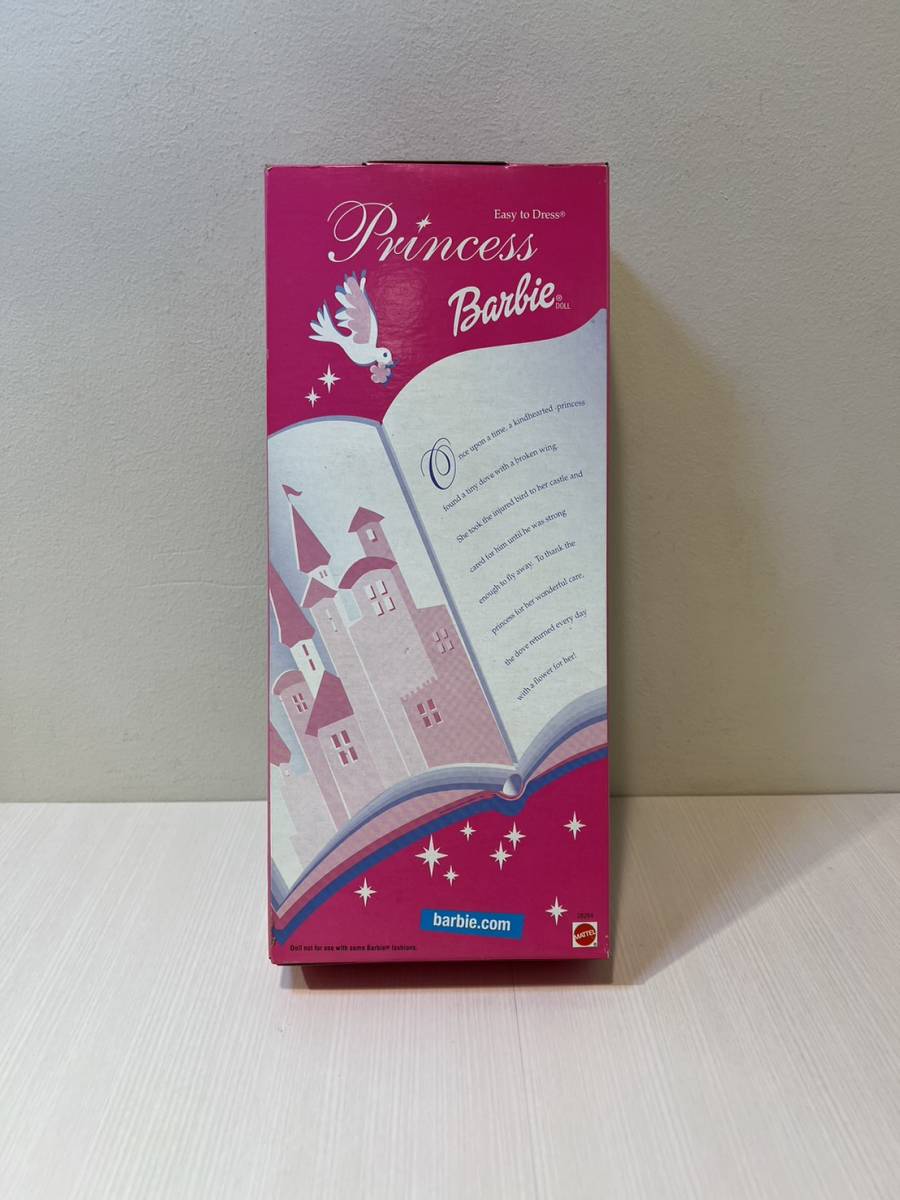 Easy to Dress®
Princess
Barbie®
DOLL
Once upon a time, a kindhearted princess
found a tiny dove with a broken wing.
She took the injured bird to her castle and
cared for him until he was strong
enough to fly away. To thank the
princess for her wonderful care,
the dove returned every day
with a flower for her!
barbie.com
MATTEL
Doll not for use with some Barbie® fashions.